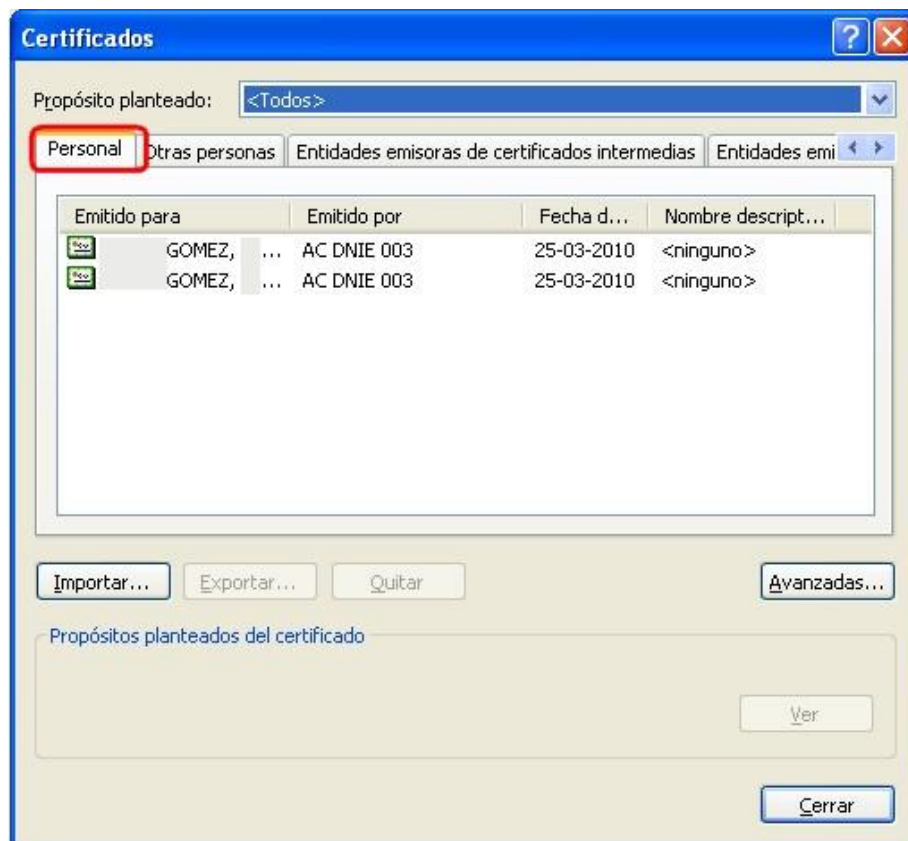 Certificados
Propósito planteado: <Todos>
Personal Otras personas Entidades emisoras de certificados intermedias Entidades emi
Emitido para Emitido por Fecha d... Nombre descript...
GOMEZ, ... AC DNIE 003 25-03-2010 <ninguno>
GOMEZ, ... AC DNIE 003 25-03-2010 <ninguno>
Importar... Exportar... Quitar Avanzadas...
Propósitos planteados del certificado
Ver
Cerrar